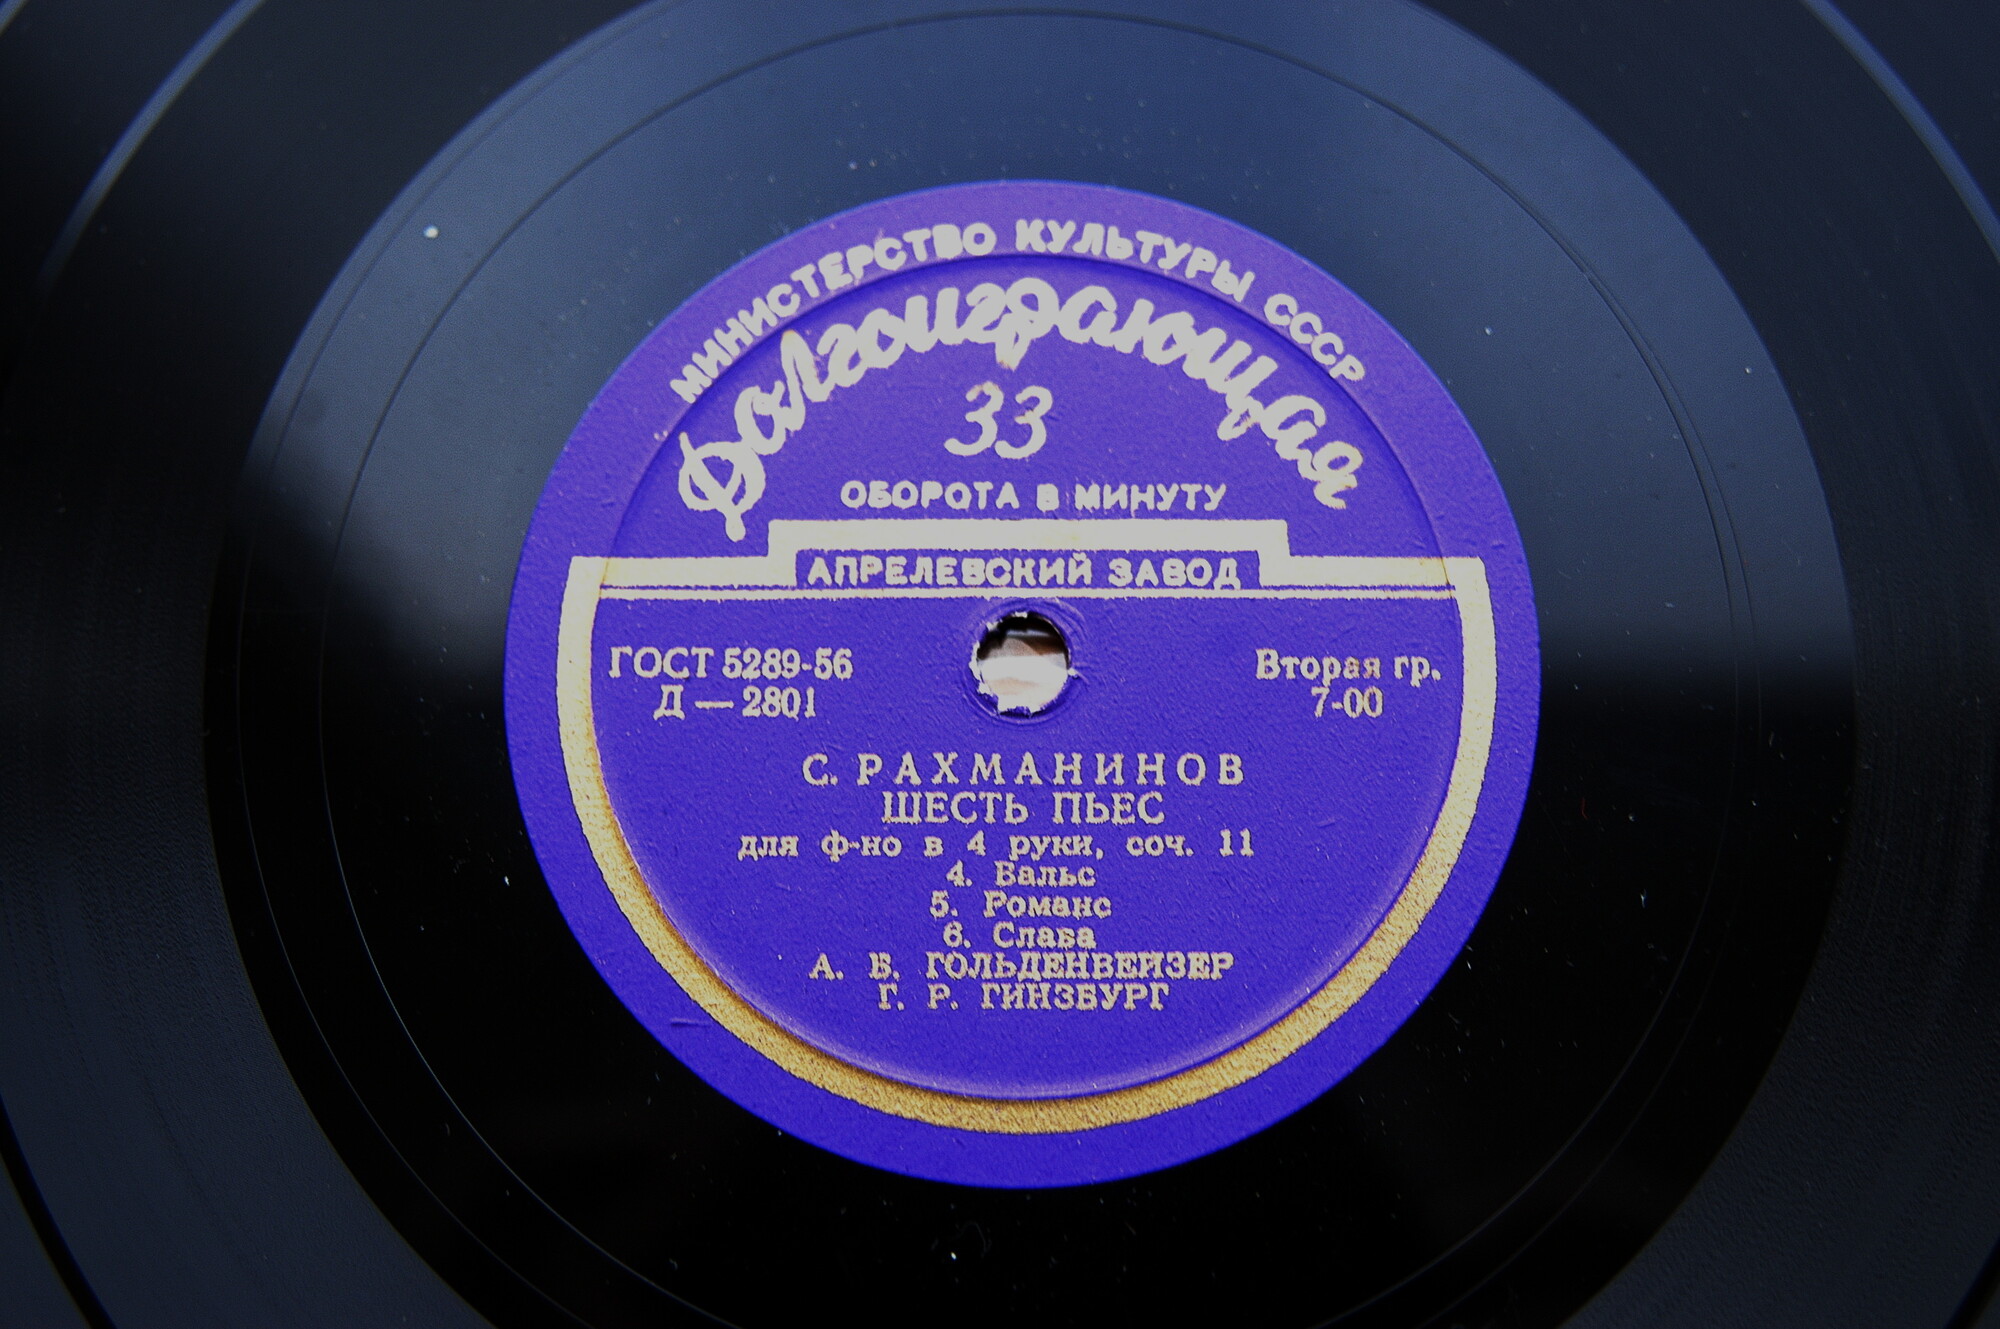 МИНИСТЕРСТВО КУЛЬТУРЫ СССР
Долгоиграющая
33
ОБОРОТА В МИНУТУ
АПРЕЛЕВСКИЙ ЗАВОД
ГОСТ 5289-56
Д — 2801
Вторая гр.
7-00
С. РАХМАНИНОВ
ШЕСТЬ ПЬЕС
для ф-но в 4 руки, соч. 11
4. Вальс
5. Романс
6. Слава
А. Б. ГОЛЬДЕНВЕЙЗЕР
Г. Р. ГИНЗБУРГ